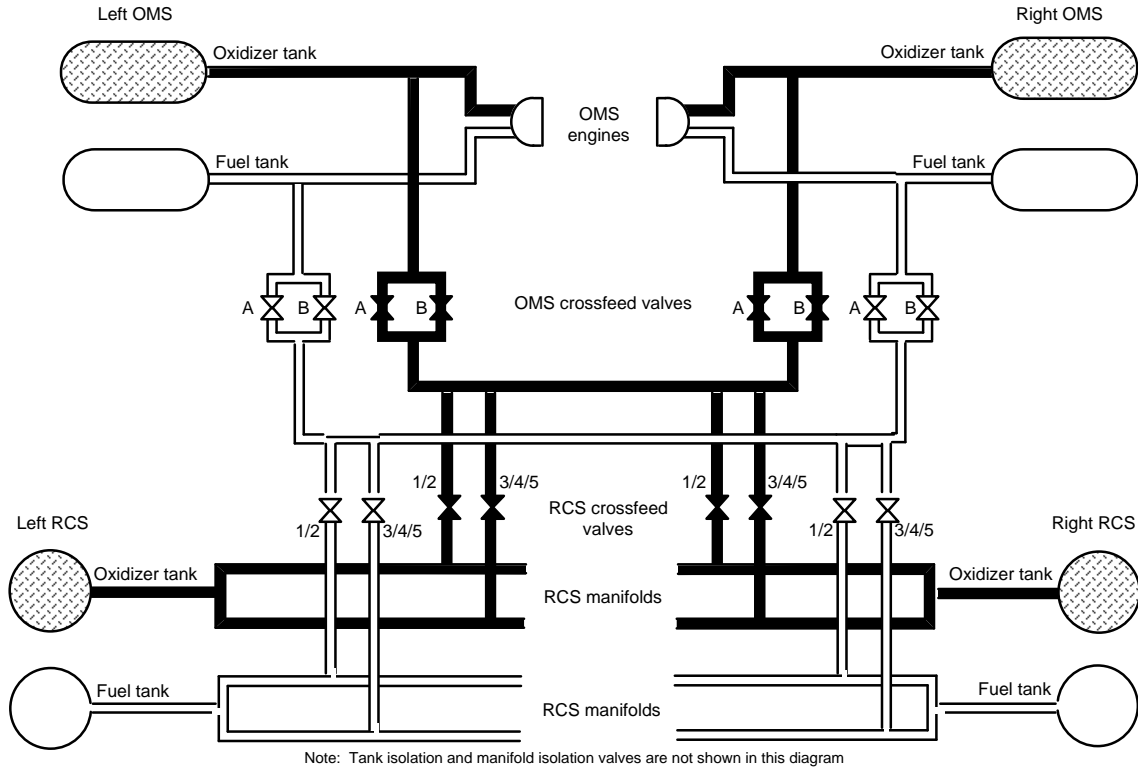 Left OMS
Right OMS
Oxidizer tank
Oxidizer tank
OMS
engines
Fuel tank
Fuel tank
A
B
A
B
OMS crossfeed valves
A
B
A
B
1/2
3/4/5
1/2
3/4/5
RCS crossfeed
valves
1/2
3/4/5
1/2
3/4/5
Left RCS
Right RCS
Oxidizer tank
Oxidizer tank
RCS manifolds
Fuel tank
Fuel tank
RCS manifolds
Note: Tank isolation and manifold isolation valves are not shown in this diagram